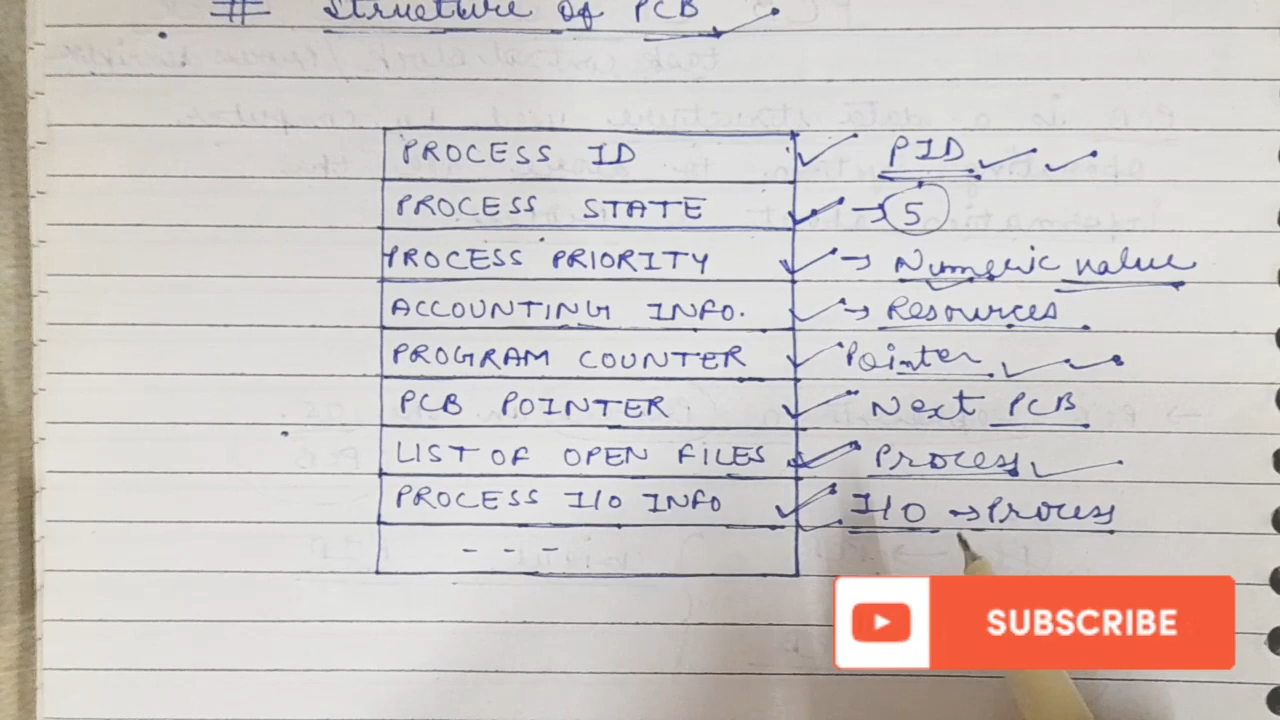 # Structure of PCB
PROCESS ID PID
PROCESS STATE → 5
PROCESS PRIORITY → Numeric value
ACCOUNTING INFO. → Resources
PROGRAM COUNTER Pointer
PCB POINTER Next PCB
LIST OF OPEN FILES Process
PROCESS I/O INFO I/O → Process
- - -
SUBSCRIBE